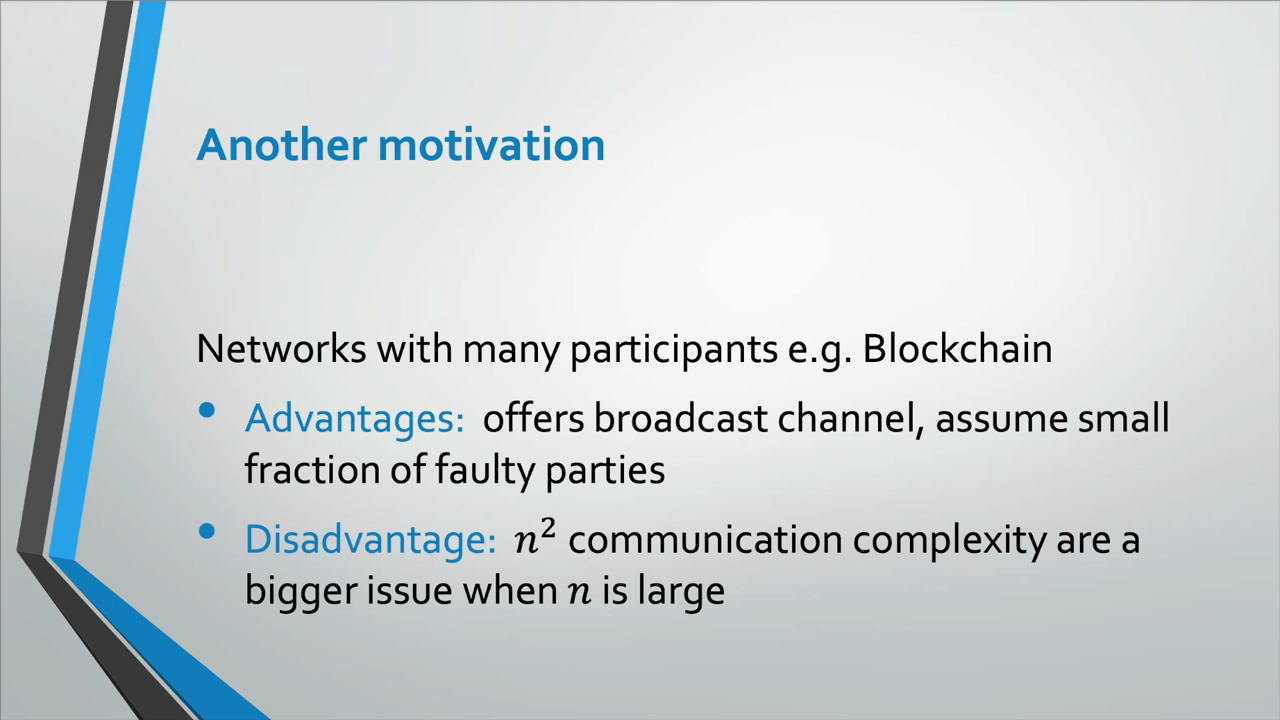 Another motivation
Networks with many participants e.g. Blockchain
• Advantages: offers broadcast channel, assume small
fraction of faulty parties
• Disadvantage: n² communication complexity are a
bigger issue when n is large